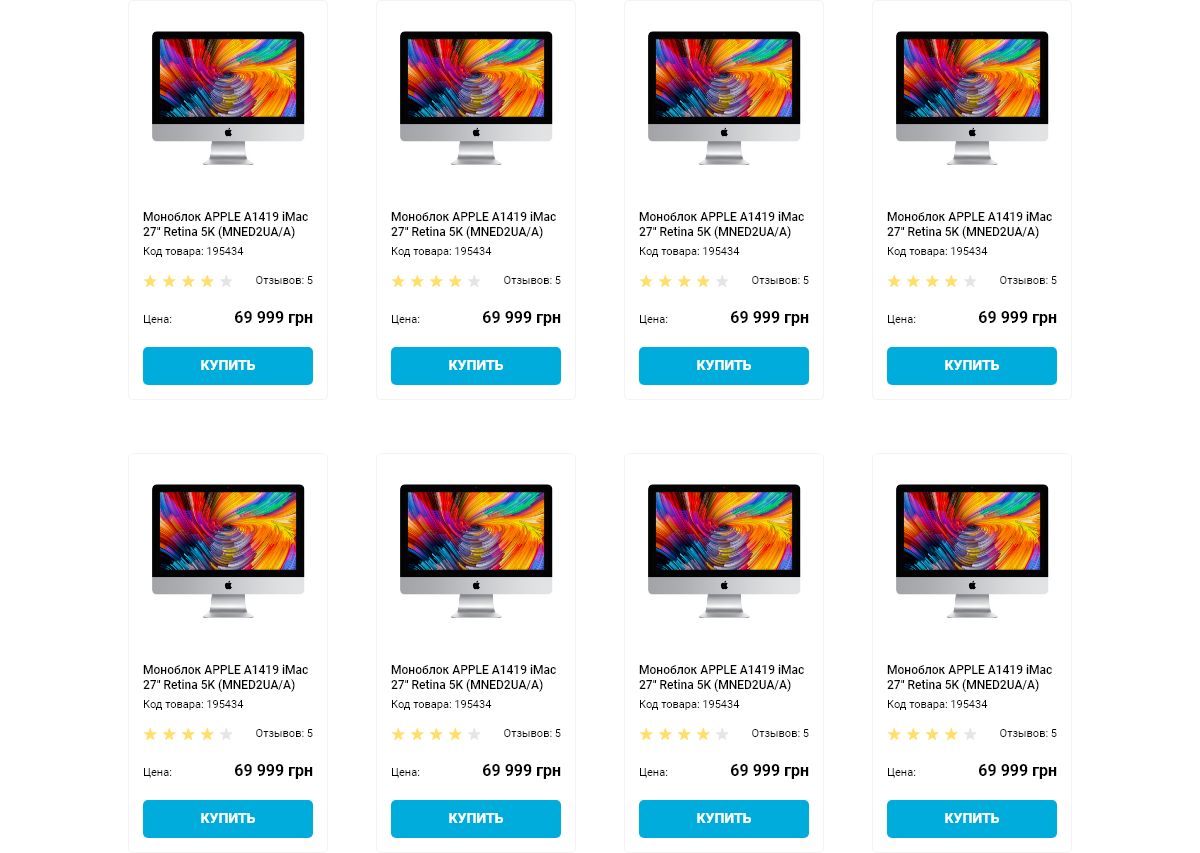 Моноблок APPLE A1419 iMac
27" Retina 5K (MNED2UA/A)
Код товара: 195434
Отзывов: 5
Цена: 69 999 грн
КУПИТЬ
Моноблок APPLE A1419 iMac
27" Retina 5K (MNED2UA/A)
Код товара: 195434
Отзывов: 5
Цена: 69 999 грн
КУПИТЬ
Моноблок APPLE A1419 iMac
27" Retina 5K (MNED2UA/A)
Код товара: 195434
Отзывов: 5
Цена: 69 999 грн
КУПИТЬ
Моноблок APPLE A1419 iMac
27" Retina 5K (MNED2UA/A)
Код товара: 195434
Отзывов: 5
Цена: 69 999 грн
КУПИТЬ
Моноблок APPLE A1419 iMac
27" Retina 5K (MNED2UA/A)
Код товара: 195434
Отзывов: 5
Цена: 69 999 грн
КУПИТЬ
Моноблок APPLE A1419 iMac
27" Retina 5K (MNED2UA/A)
Код товара: 195434
Отзывов: 5
Цена: 69 999 грн
КУПИТЬ
Моноблок APPLE A1419 iMac
27" Retina 5K (MNED2UA/A)
Код товара: 195434
Отзывов: 5
Цена: 69 999 грн
КУПИТЬ
Моноблок APPLE A1419 iMac
27" Retina 5K (MNED2UA/A)
Код товара: 195434
Отзывов: 5
Цена: 69 999 грн
КУПИТЬ